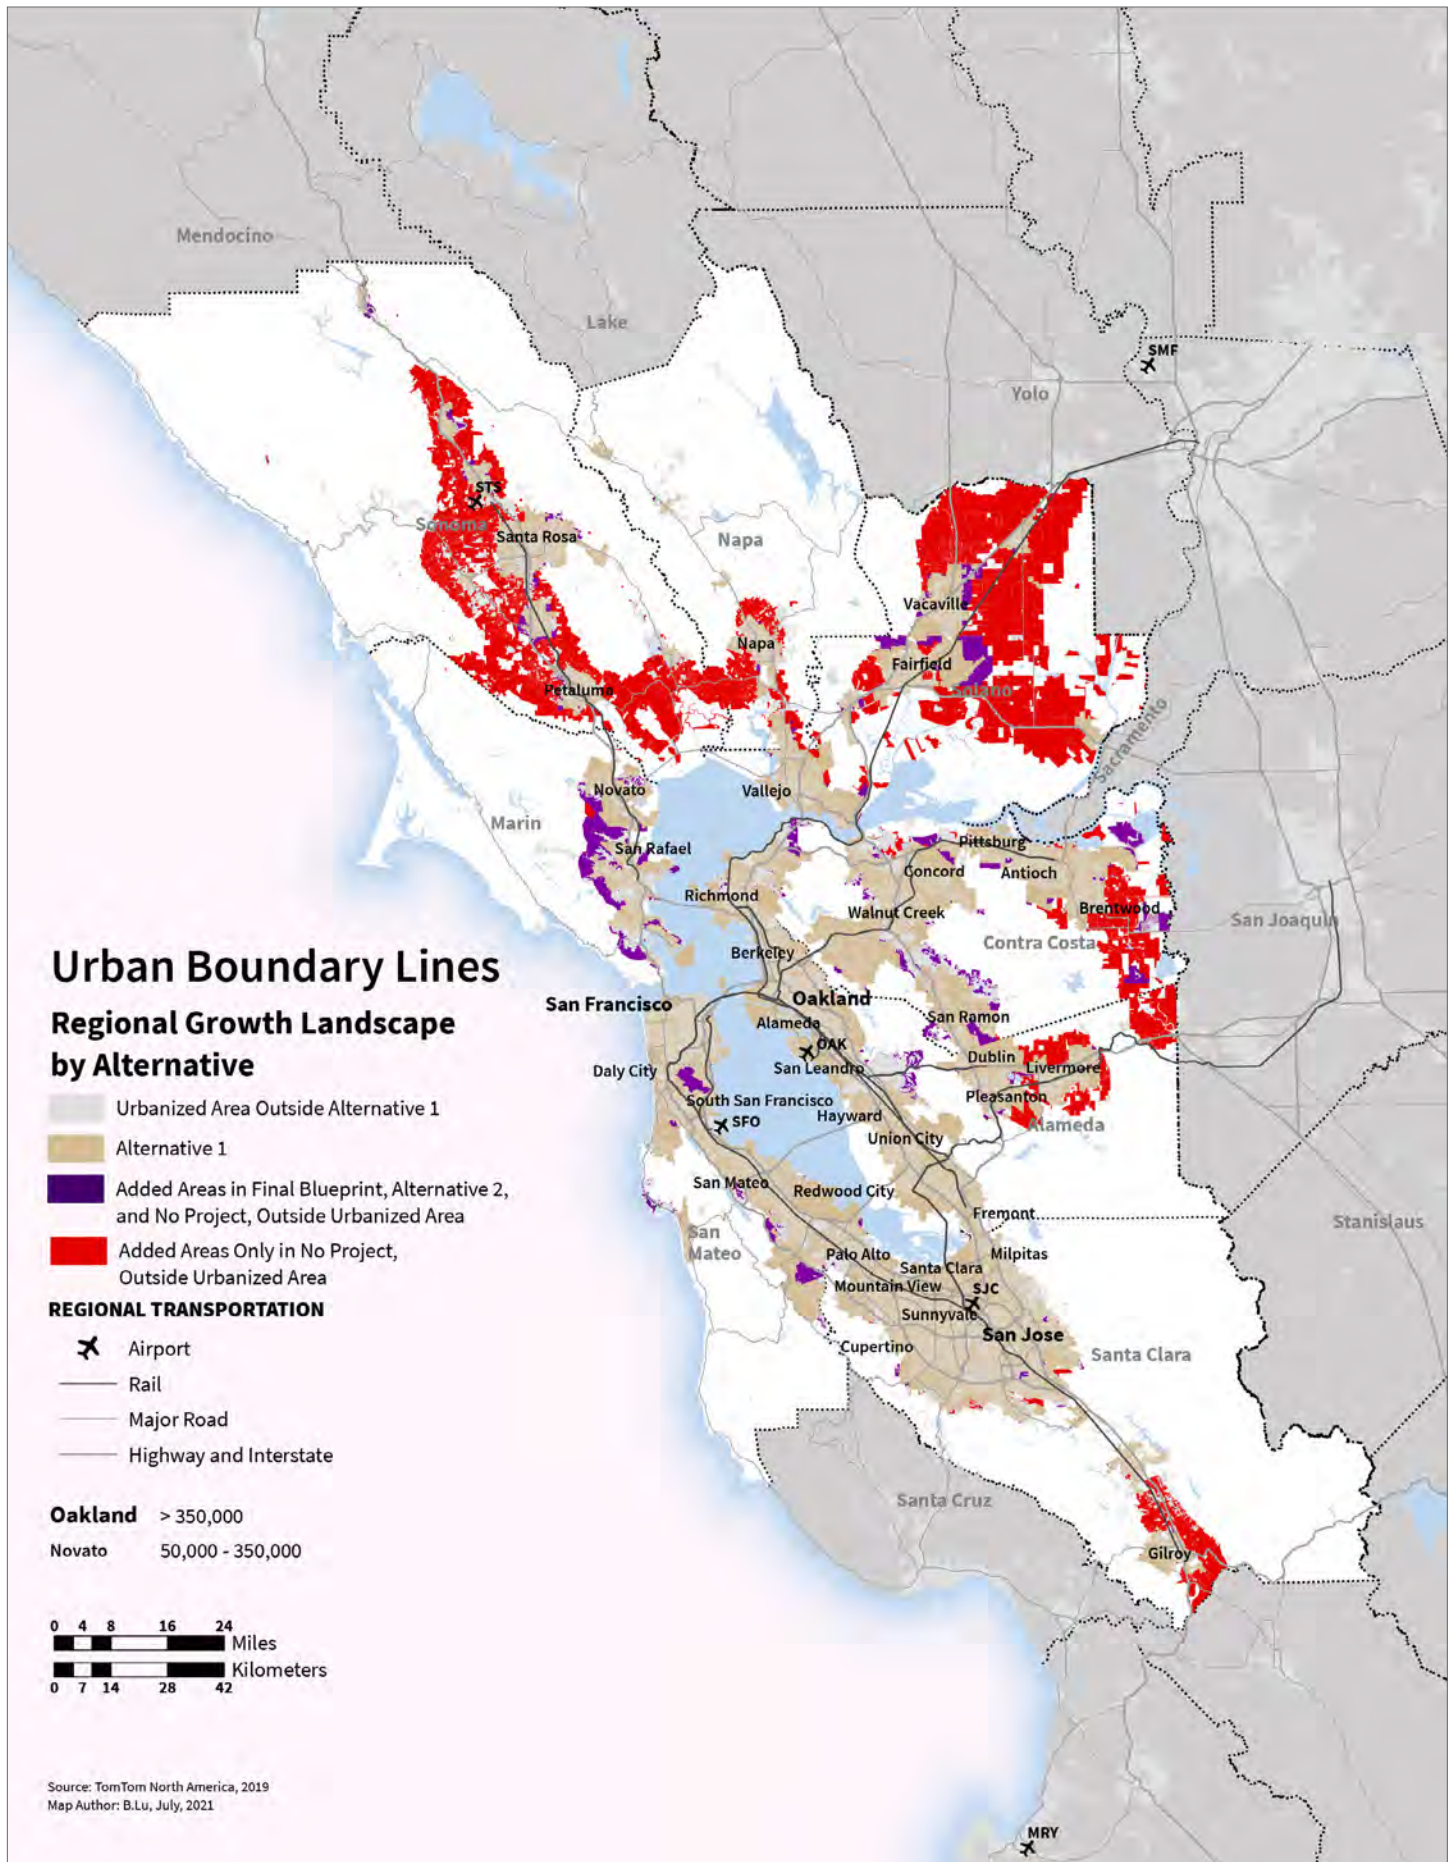 Mendocino
Lake
SMF
Yolo
STS
Sonoma
Santa Rosa
Napa
Vacaville
Napa
Fairfield
Solano
Petaluma
Sacramento
Novato
Vallejo
Marin
San Rafael
Pittsburg
Concord
Antioch
Richmond
Walnut Creek
Brentwood
San Joaquin
Contra Costa
Berkeley
San Francisco
Oakland
Alameda
San Ramon
OAK
Dublin
Daly City
San Leandro
Livermore
South San Francisco
Pleasanton
SFO
Hayward
Alameda
Union City
San Mateo
Redwood City
Fremont
Stanislaus
San
Mateo
Palo Alto
Milpitas
Santa Clara
Mountain View
SJC
Sunnyvale
San Jose
Cupertino
Santa Clara
Santa Cruz
Gilroy
MRY
Urban Boundary Lines
Regional Growth Landscape
by Alternative
Urbanized Area Outside Alternative 1
Alternative 1
Added Areas in Final Blueprint, Alternative 2,
and No Project, Outside Urbanized Area
Added Areas Only in No Project,
Outside Urbanized Area
REGIONAL TRANSPORTATION
Airport
Rail
Major Road
Highway and Interstate
Oakland > 350,000
Novato 50,000 - 350,000
0 4 8 16 24
Miles
Kilometers
0 7 14 28 42
Source: TomTom North America, 2019
Map Author: B.Lu, July, 2021